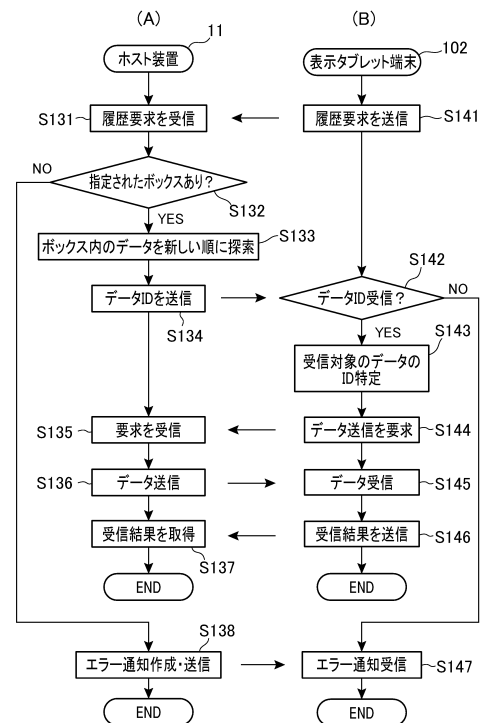 (A)
(B)
11
ホスト装置
102
表示タブレット端末
S131
履歴要求を受信
履歴要求を送信
S141
NO
指定されたボックスあり?
S132
YES
S133
ボックス内のデータを新しい順に探索
データIDを送信
S134
S142
データID受信?
NO
YES
S143
受信対象のデータの
ID特定
S135
要求を受信
データ送信を要求
S144
S136
データ送信
データ受信
S145
受信結果を取得
S137
受信結果を送信
S146
END
END
S138
エラー通知作成・送信
エラー通知受信
S147
END
END